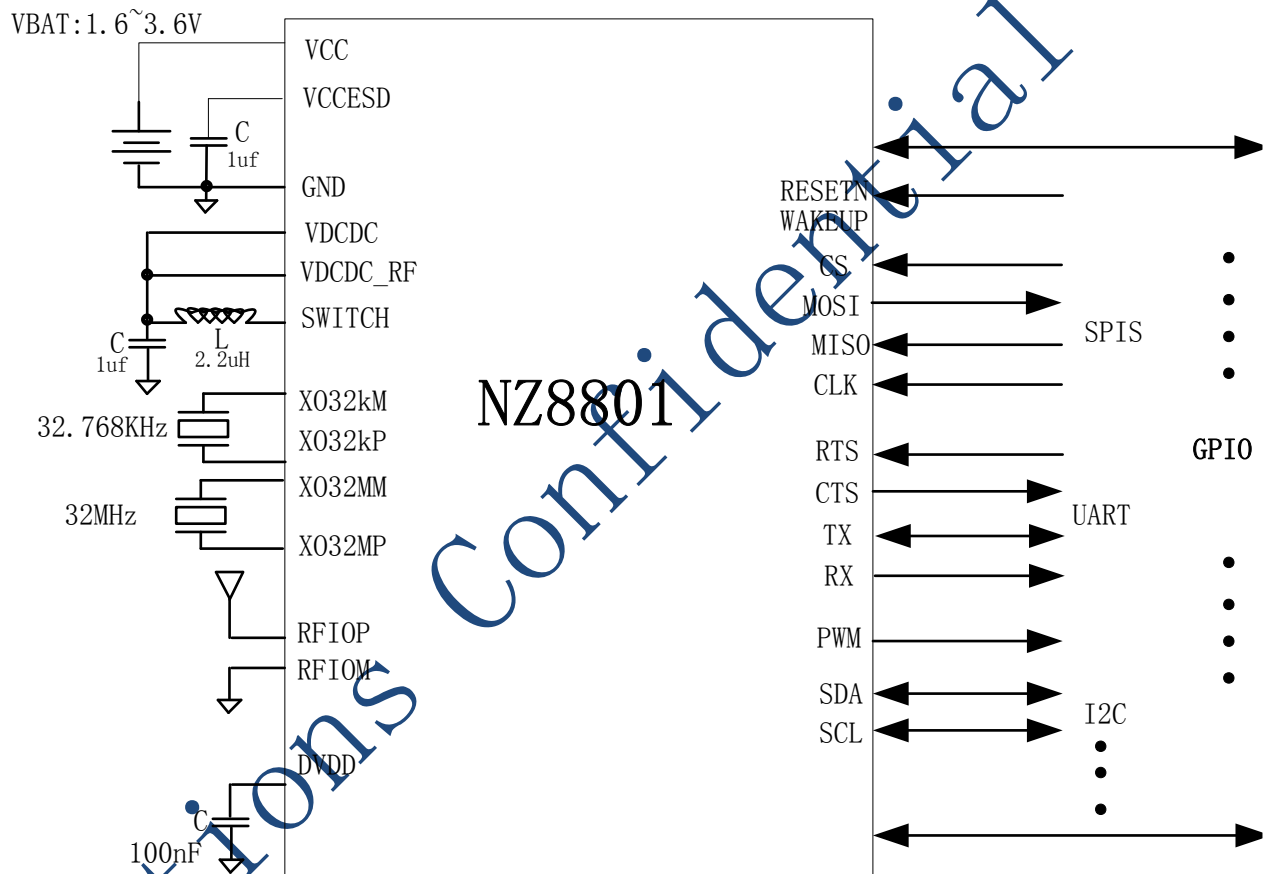 VBAT:1.6~3.6V
VCC
VCCESD
C
1uf
GND
VDCDC
VDCDC_RF
SWITCH
C
1uf
L
2.2uH
XO32kM
32.768KHz
XO32kP
XO32MM
32MHz
XO32MP
RFIOP
RFIOM
DVDD
C
100nF
NZ8801
RESETN
WAKEUP
CS
MOSI
MISO
CLK
SPIS
RTS
CTS
TX
RX
UART
PWM
SDA
SCL
I2C
GPIO
ions Confidential